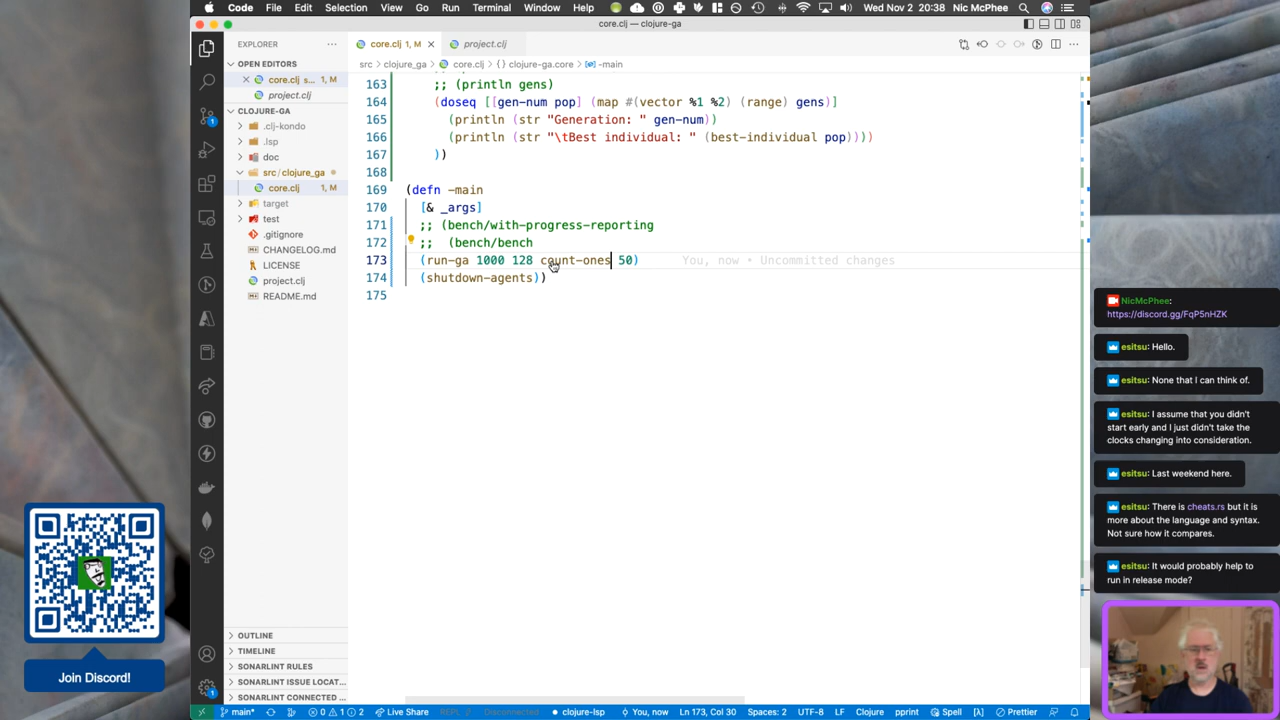 Code File Edit Selection View Go Run Terminal Window Help Wed Nov 2 20:38 Nic McPhee
core.clj — clojure-ga
EXPLORER
core.clj 1, M
project.clj
src > clojure_ga > core.clj > {} clojure-ga.core > -main
OPEN EDITORS
core.clj s... 1, M
project.clj
CLOJURE-GA
.clj-kondo
.lsp
doc
src / clojure_ga
core.clj 1, M
target
test
.gitignore
CHANGELOG.md
LICENSE
project.clj
README.md
OUTLINE
TIMELINE
SONARLINT RULES
SONARLINT ISSUE LOCAT...
SONARLINT CONNECTED ...
163 ;; (println gens)
164 (doseq [[gen-num pop] (map #(vector %1 %2) (range) gens)]
165 (println (str "Generation: " gen-num))
166 (println (str "\tBest individual: " (best-individual pop))))
167 ))
168
169 (defn -main
170 [& _args]
171 ;; (bench/with-progress-reporting
172 ;; (bench/bench
173 (run-ga 1000 128 count-ones 50) You, now • Uncommitted changes
174 (shutdown-agents))
175
NicMcPhee:
https://discord.gg/FqP5nHZK
esitsu: Hello.
esitsu: None that I can think of.
esitsu: I assume that you didn't
start early and I just didn't take the
clocks changing into consideration.
esitsu: Last weekend here.
esitsu: There is cheats.rs but it is
more about the language and syntax.
Not sure how it compares.
esitsu: It would probably help to
run in release mode?
Join Discord!
main* 0 1 2 Live Share REPL Disconnected clojure-lsp You, now Ln 173, Col 30 Spaces: 2 UTF-8 LF Clojure pprint Spell [λ] Prettier